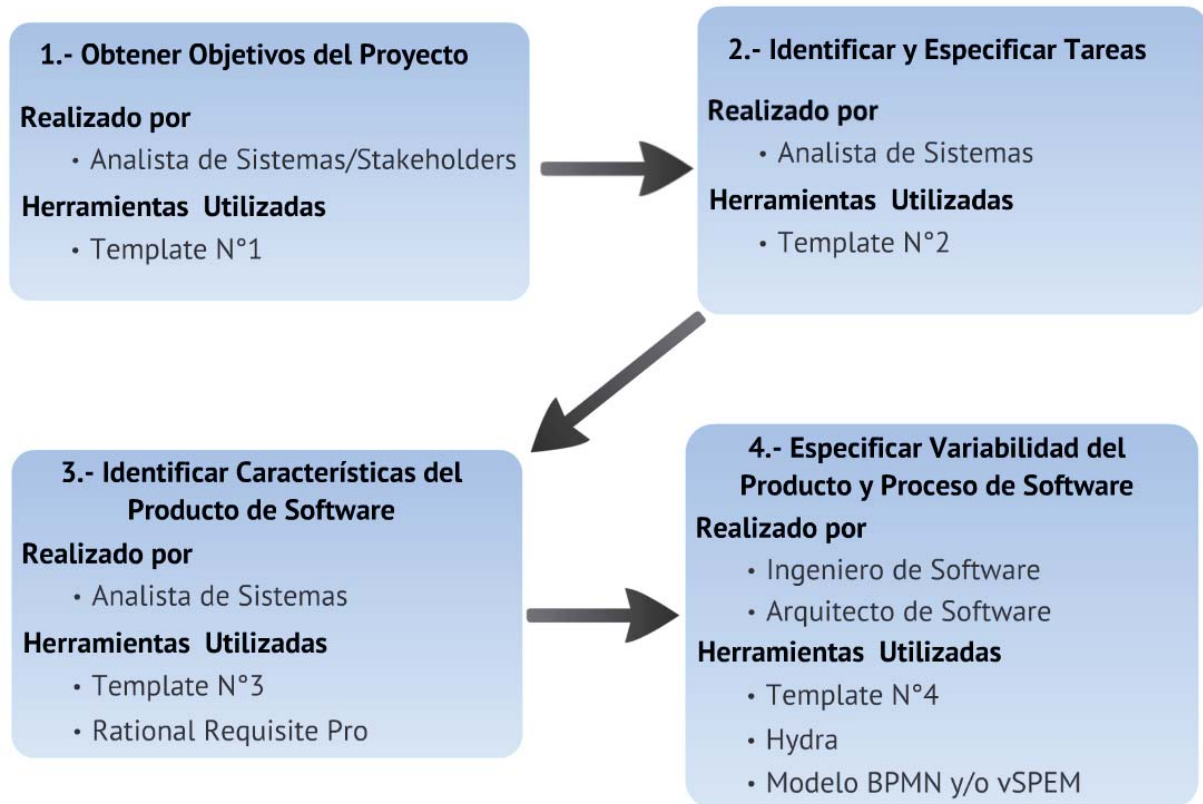 1.- Obtener Objetivos del Proyecto
Realizado por
• Analista de Sistemas/Stakeholders
Herramientas Utilizadas
• Template N°1
2.- Identificar y Especificar Tareas
Realizado por
• Analista de Sistemas
Herramientas Utilizadas
• Template N°2
3.- Identificar Características del
Producto de Software
Realizado por
• Analista de Sistemas
Herramientas Utilizadas
• Template N°3
• Rational Requisite Pro
4.- Especificar Variabilidad del
Producto y Proceso de Software
Realizado por
• Ingeniero de Software
• Arquitecto de Software
Herramientas Utilizadas
• Template N°4
• Hydra
• Modelo BPMN y/o vSPEM